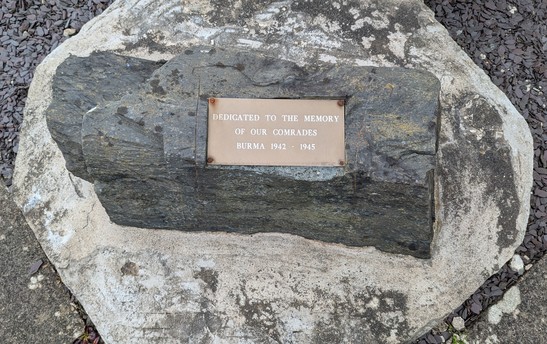 DEDICATED TO THE MEMORY
OF OUR COMRADES
BURMA 1942 - 1945